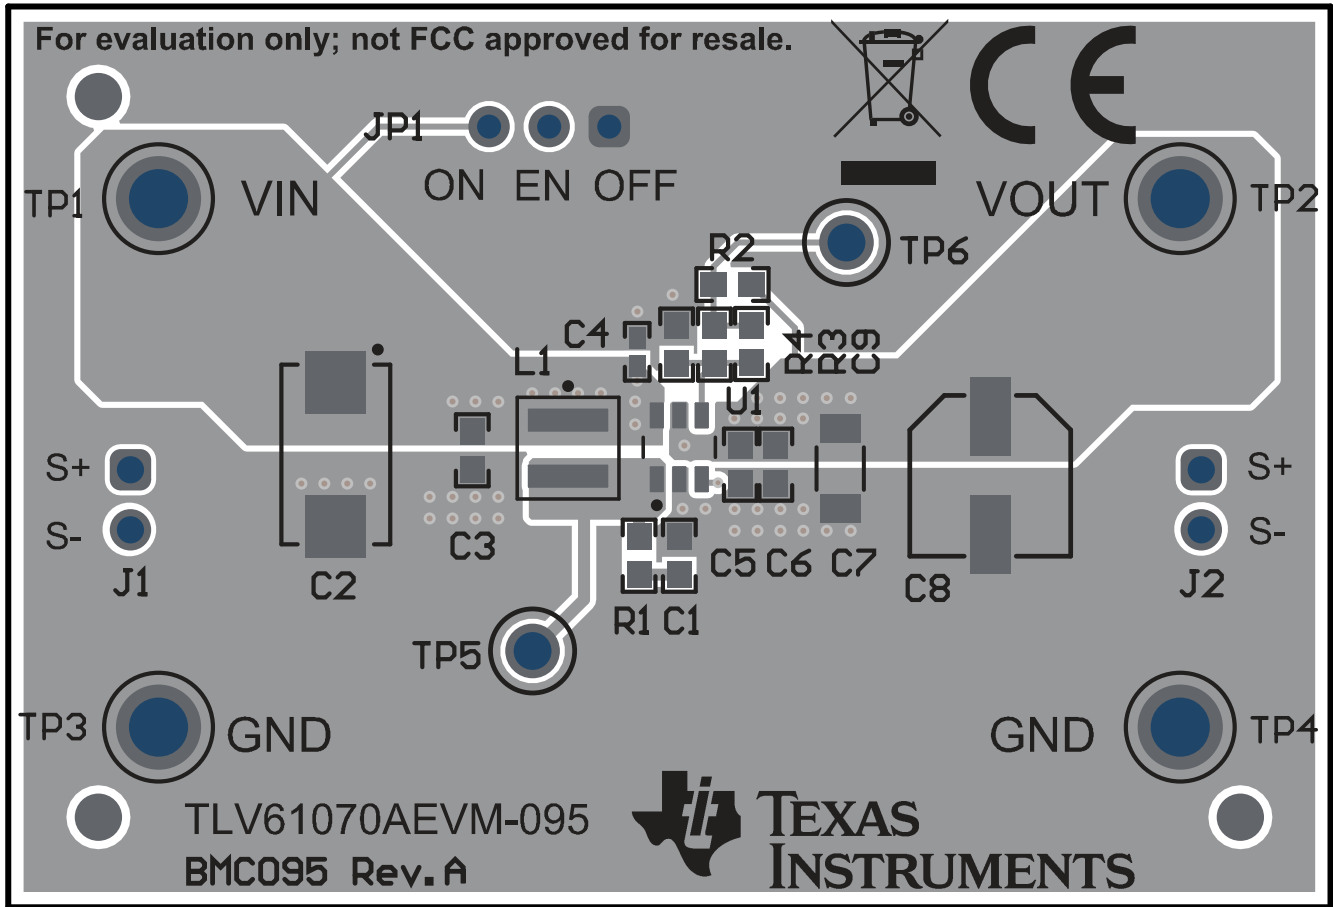 For evaluation only; not FCC approved for resale.
CE
JP1
ON EN OFF
TP1 VIN
VOUT TP2
R2
TP6
C4
R4
R3
C9
L1
U1
S+
S-
J1
C2
C3
C5 C6 C7
C8
S+
S-
J2
R1 C1
TP5
TP3 GND
GND TP4
TLV61070AEVM-095
BMC095 Rev.A
TEXAS
INSTRUMENTS